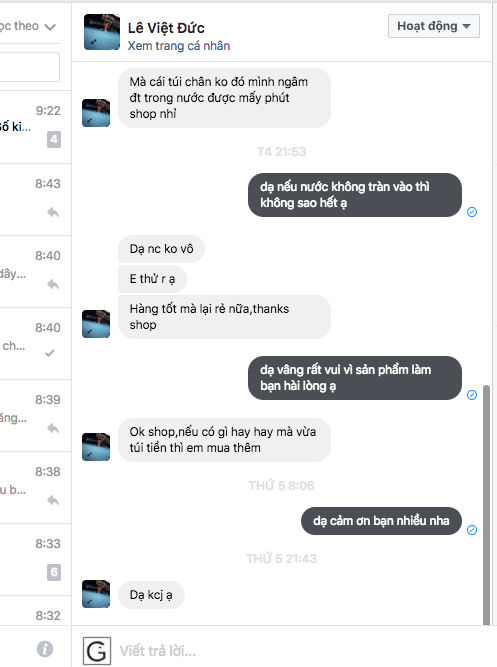 ọc theo
Lê Việt Đức
Xem trang cá nhân
Hoạt động
9:22
Số ki...
4
8:43
8:40
dây...
8:40
ch...
8:39
ăng...
8:38
u b...
8:33
6
8:32
Mà cái túi chân ko đó mình ngâm
đt trong nước được mấy phút
shop nhỉ
T4 21:53
dạ nếu nước không tràn vào thì
không sao hết ạ
Dạ nc ko vô
E thử r ạ
Hàng tốt mà lại rẻ nữa,thanks
shop
dạ vâng rất vui vì sản phẩm làm
bạn hài lòng ạ
Ok shop,nếu có gì hay hay mà vừa
túi tiền thì em mua thêm
THỨ 5 8:06
dạ cảm ơn bạn nhiều nha
THỨ 5 21:43
Dạ kcj ạ
G
Viết trả lời...